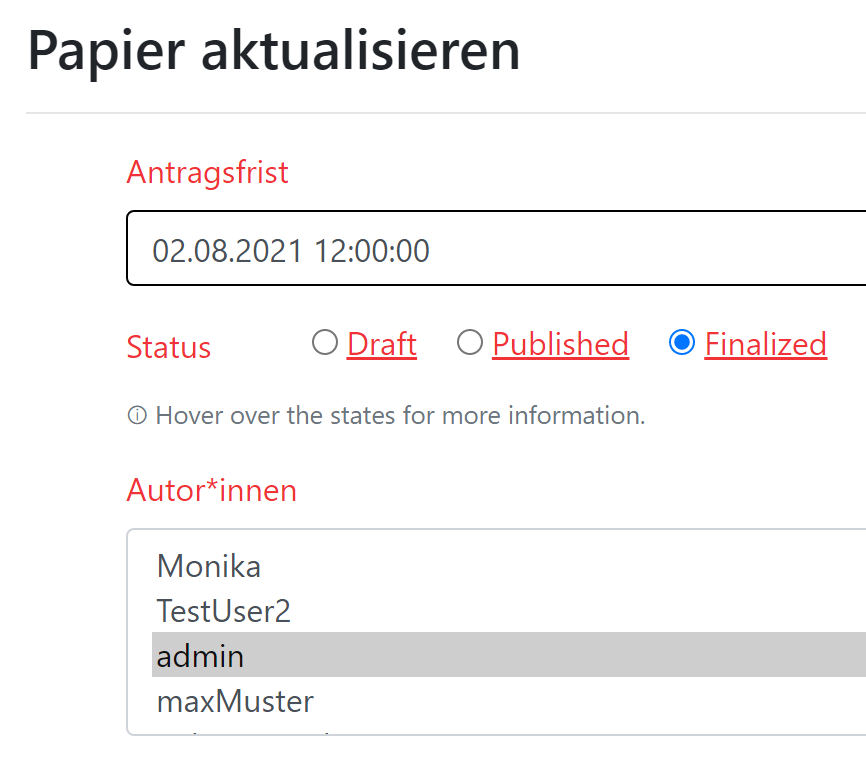 Papier aktualisieren
Antragsfrist
02.08.2021 12:00:00
Status Draft Published Finalized
ⓘ Hover over the states for more information.
Autor*innen
Monika
TestUser2
admin
maxMuster